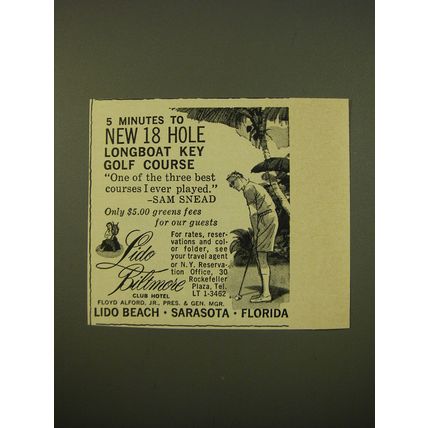 5 MINUTES TO
NEW 18 HOLE
LONGBOAT KEY
GOLF COURSE
"One of the three best
courses I ever played."
–SAM SNEAD
Only $5.00 greens fees
for our guests
For rates, reser-
vations and col-
or folder, see
your travel agent
or N.Y. Reserva-
tion Office, 30
Rockefeller
Plaza, Tel.
LT 1-3462
Lido
Biltmore
CLUB HOTEL
FLOYD ALFORD, JR., PRES. & GEN. MGR.
LIDO BEACH · SARASOTA · FLORIDA